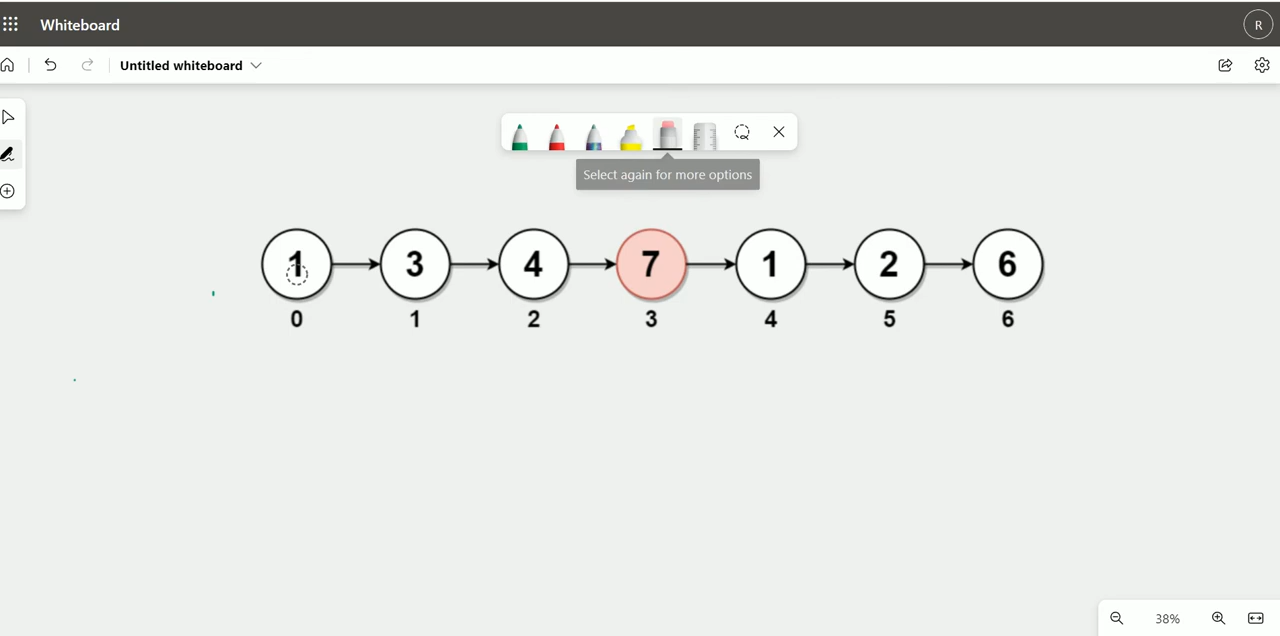 Whiteboard
R
Untitled whiteboard
Select again for more options
1 3 4 7 1 2 6
0 1 2 3 4 5 6
38%